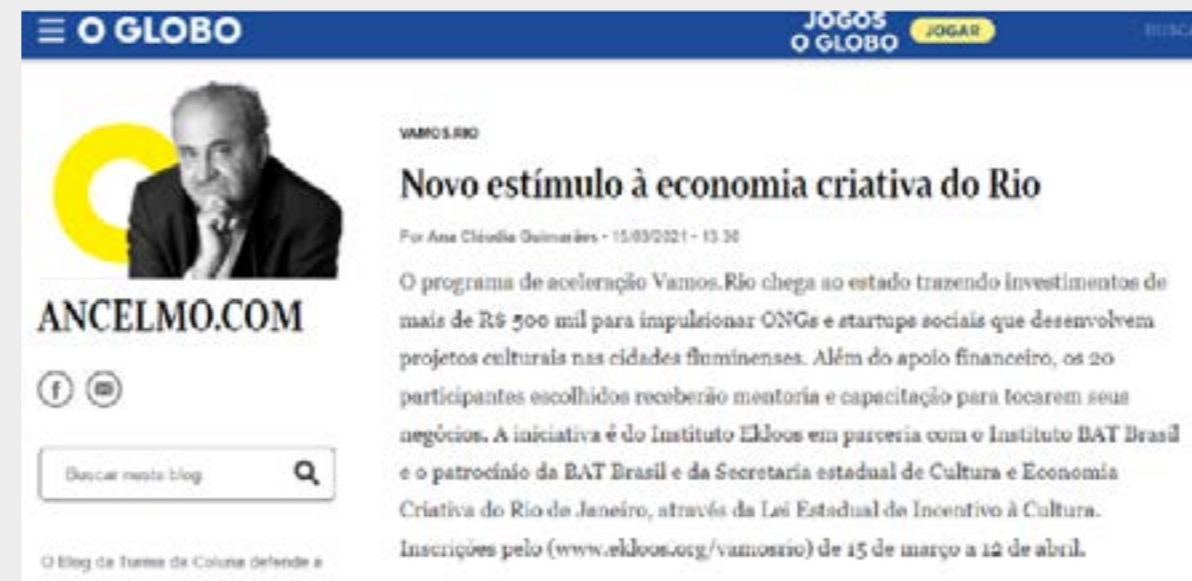 O GLOBO
JOGOS
O GLOBO
JOGAR
BUSCA
VAMOS.RIO
Novo estímulo à economia criativa do Rio
Por Ana Cláudia Guimarães - 15/03/2021 - 13:30
O programa de aceleração Vamos.Rio chega ao estado trazendo investimentos de
mais de R$ 500 mil para impulsionar ONGs e startups sociais que desenvolvem
projetos culturais nas cidades fluminenses. Além do apoio financeiro, os 20
participantes escolhidos receberão mentoria e capacitação para tocarem seus
negócios. A iniciativa é do Instituto Ekloos em parceria com o Instituto BAT Brasil
e o patrocínio da BAT Brasil e da Secretaria estadual de Cultura e Economia
Criativa do Rio de Janeiro, através da Lei Estadual de Incentivo à Cultura.
Inscrições pelo (www.ekloos.org/vamosrio) de 15 de março a 12 de abril.
ANCELMO.COM
Buscar neste blog
O Blog da Turma da Coluna defende a